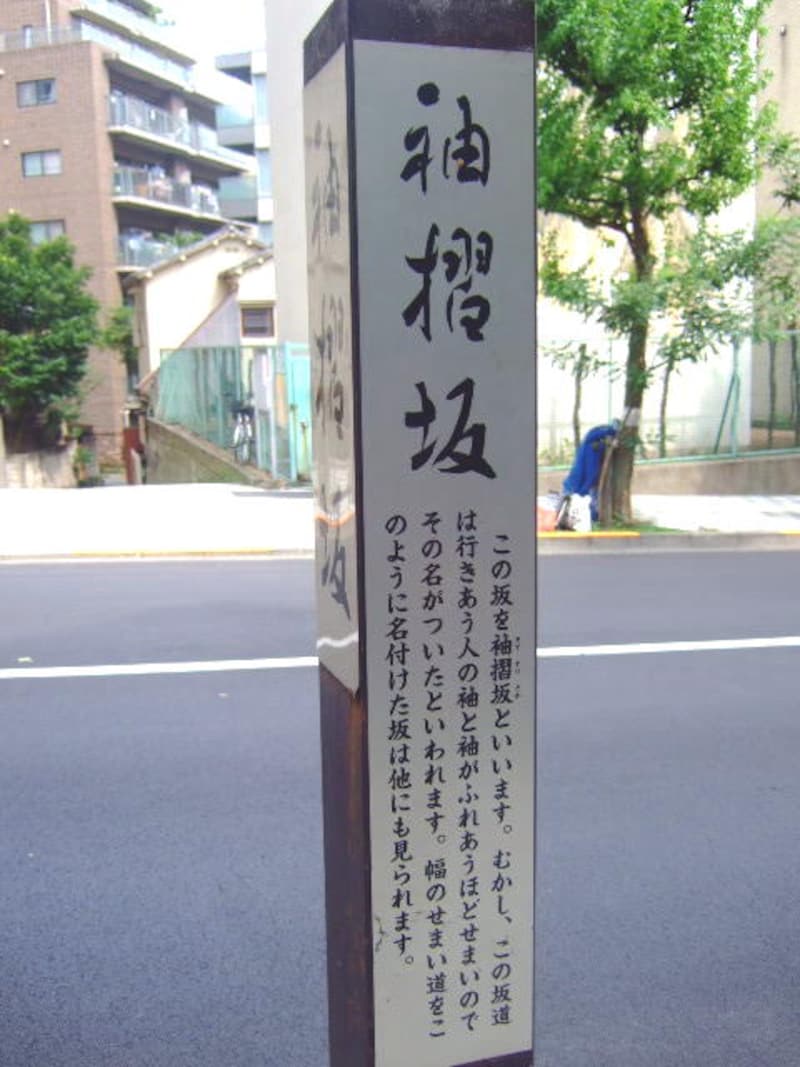 袖摺坂
この坂を袖摺坂といいます。むかし、この坂道
は行きあう人の袖と袖がふれあうほどせまいので
その名がついたといわれます。幅のせまい道をこ
のように名付けた坂は他にも見られます。
袖摺坂